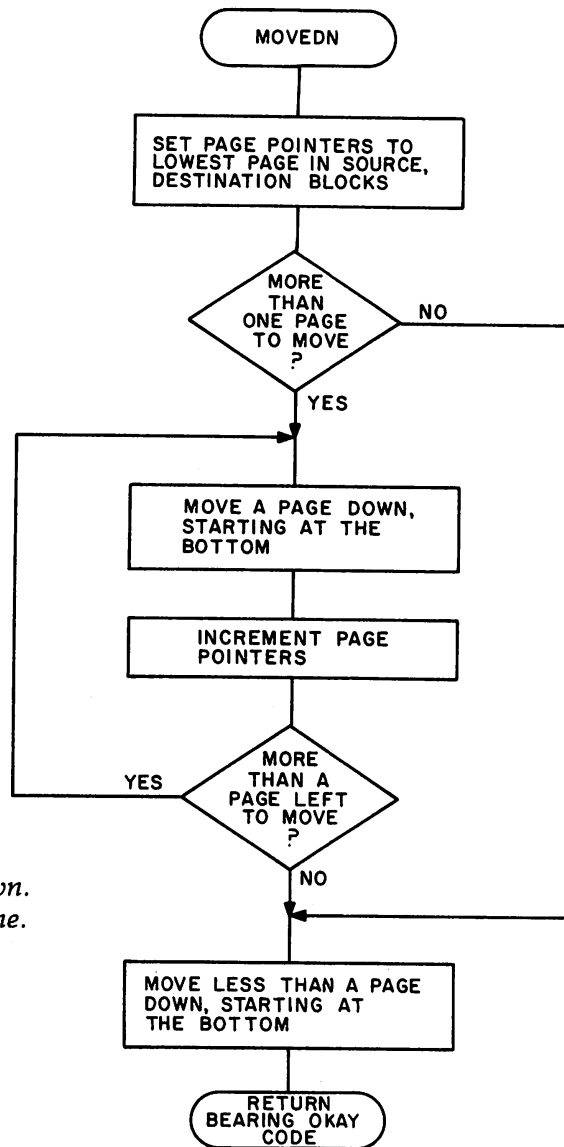 MOVEDN
SET PAGE POINTERS TO
LOWEST PAGE IN SOURCE,
DESTINATION BLOCKS
MORE
THAN
ONE PAGE
TO MOVE
?
NO
YES
MOVE A PAGE DOWN,
STARTING AT THE
BOTTOM
INCREMENT PAGE
POINTERS
MORE
THAN A
PAGE LEFT
TO MOVE
?
YES
NO
MOVE LESS THAN A PAGE
DOWN, STARTING AT
THE BOTTOM
RETURN
BEARING OKAY
CODE